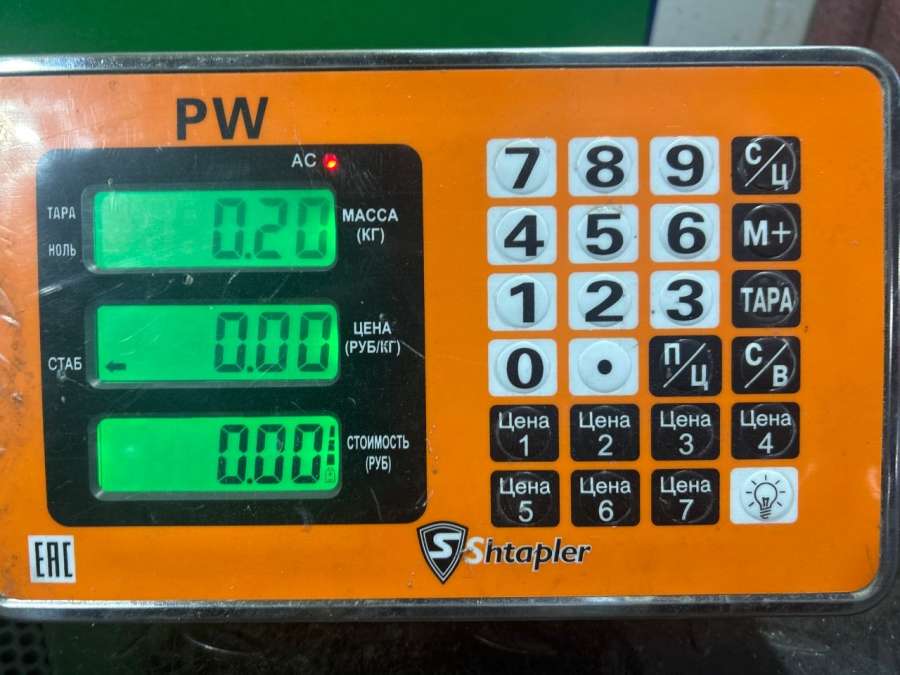 PW
AC
ТАРА
НОЛЬ
0.20
МАССА
(КГ)
СТАБ
0.00
ЦЕНА
(РУБ/КГ)
0.00
СТОИМОСТЬ
(РУБ)
7 8 9 С/Ц
4 5 6 М+
1 2 3 ТАРА
0 • П/Ц С/В
Цена 1 Цена 2 Цена 3 Цена 4
Цена 5 Цена 6 Цена 7
EAC
S Shtapler